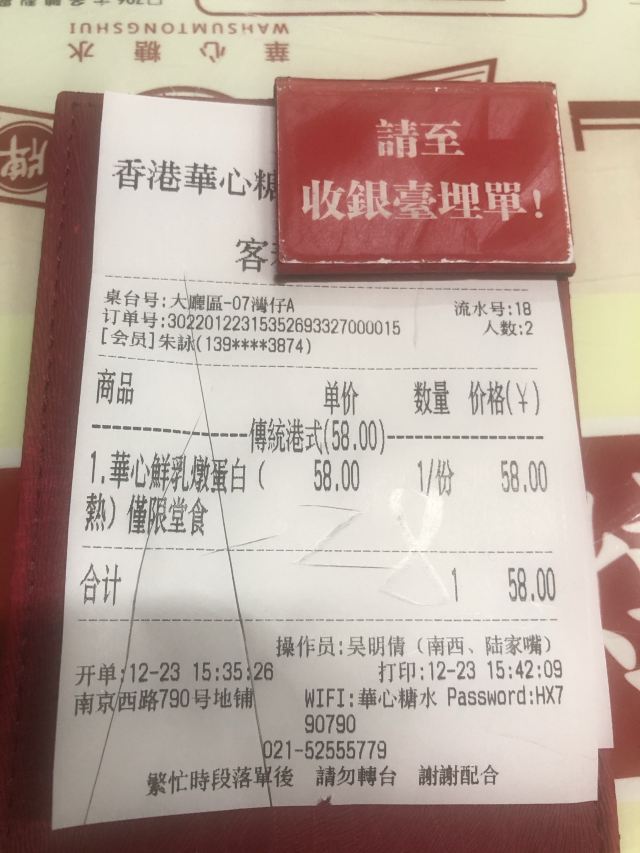 華心糖水
WAHSUMTONGSHUI
牌
請至
收銀臺埋單!
香港華心糖
客
桌台号:大廳區-07灣仔A
流水号:18
订单号:302201223153526933270​00015
人数:2
[会员]朱詠(139****3874)
商品 单价 数量 价格(¥)
--------------傳統港式(58.00)--------------
1.華心鮮乳燉蛋白( 58.00 1/份 58.00
熱)僅限堂食
合计 1 58.00
操作员:吴明倩(南西、陆家嘴)
开单:12-23 15:35:26 打印:12-23 15:42:09
南京西路790号地铺 WIFI:華心糖水 Password:HX7
90790
021-52555779
繁忙時段落單後 請勿轉台 謝謝配合